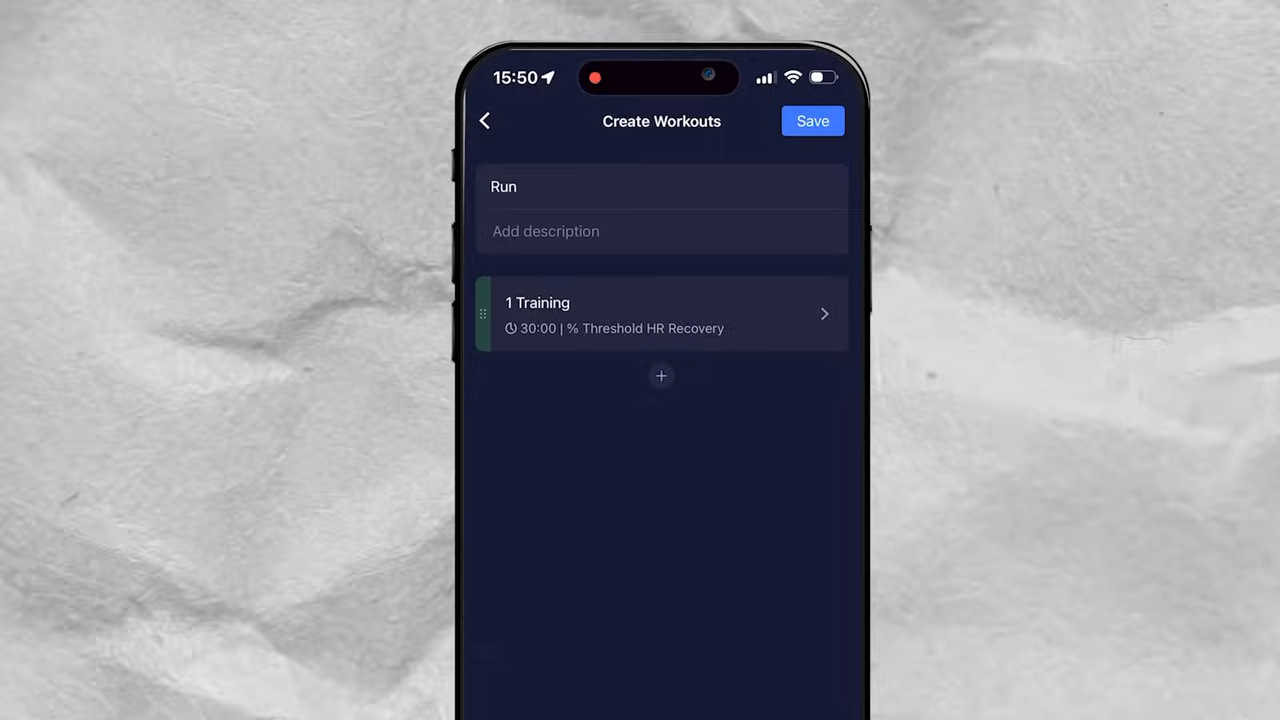 15:50
Create Workouts
Save
Run
Add description
1 Training
30:00 | % Threshold HR Recovery